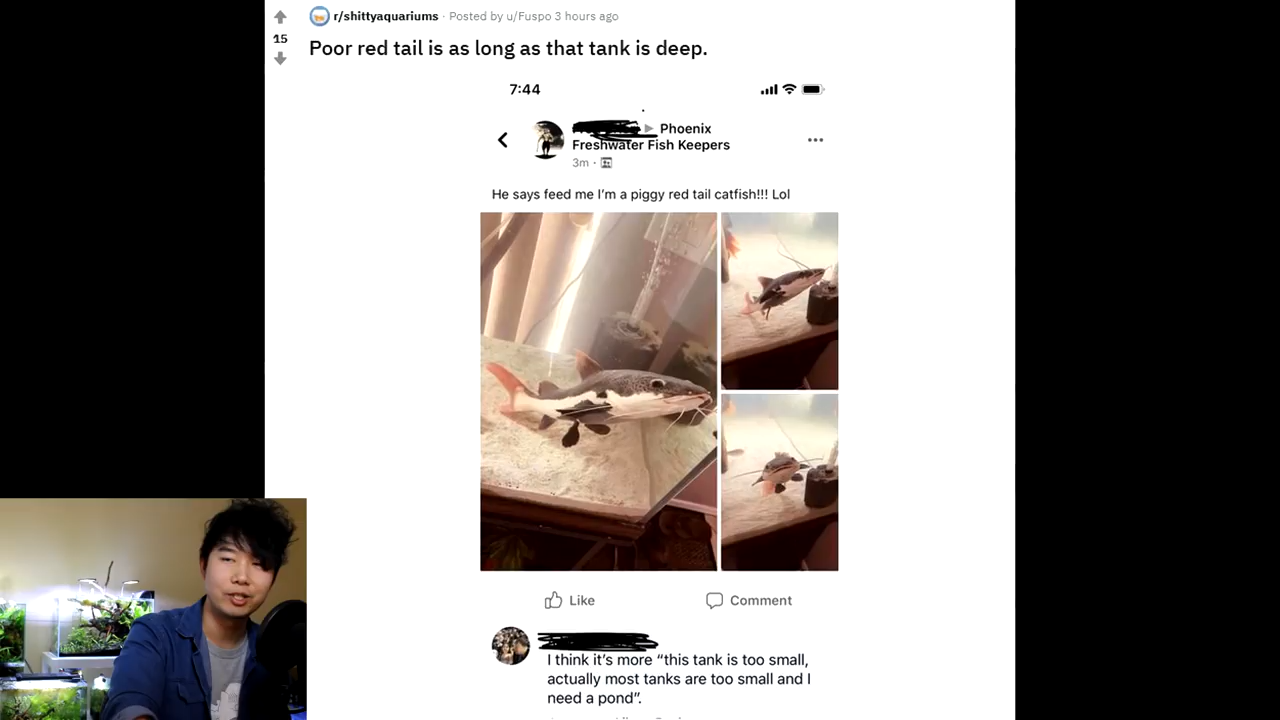 r/shittyaquariums · Posted by u/Fuspo 3 hours ago
15
Poor red tail is as long as that tank is deep.
7:44
Phoenix
Freshwater Fish Keepers
3m ·
He says feed me I'm a piggy red tail catfish!!! Lol
Like
Comment
I think it's more “this tank is too small,
actually most tanks are too small and I
need a pond”.